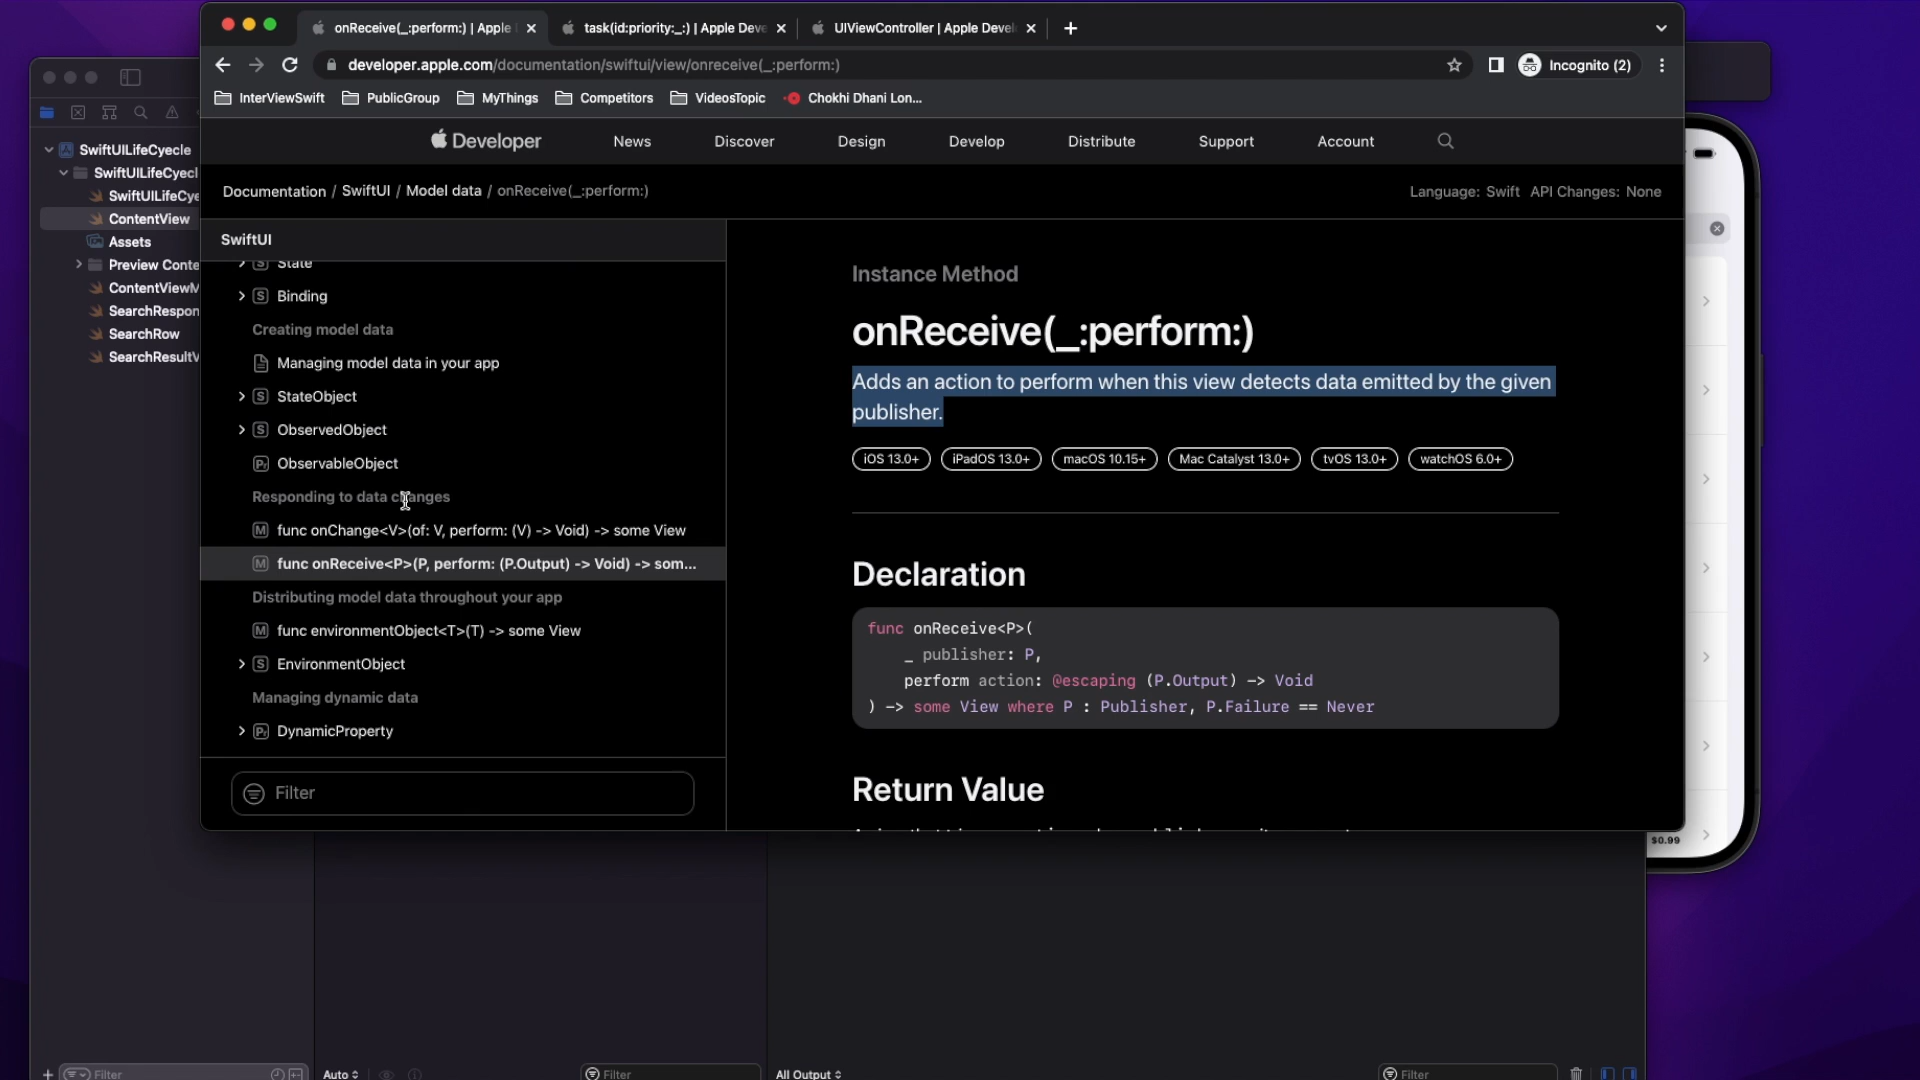 onReceive(_:perform:) | Apple
task(id:priority:_:) | Apple Deve
UIViewController | Apple Devel
developer.apple.com/documentation/swiftui/view/onreceive(_:perform:)
Incognito (2)
InterViewSwift
PublicGroup
MyThings
Competitors
VideosTopic
Chokhi Dhani Lon...
Developer
News
Discover
Design
Develop
Distribute
Support
Account
Documentation / SwiftUI / Model data / onReceive(_:perform:)
Language: Swift API Changes: None
SwiftUILifeCyecle
SwiftUILifeCyecl
SwiftUILifeCye
ContentView
Assets
Preview Conte
ContentViewM
SearchRespon
SearchRow
SearchResultV
SwiftUI
State
Binding
Creating model data
Managing model data in your app
StateObject
ObservedObject
ObservableObject
Responding to data changes
func onChange<V>(of: V, perform: (V) -> Void) -> some View
func onReceive<P>(P, perform: (P.Output) -> Void) -> som...
Distributing model data throughout your app
func environmentObject<T>(T) -> some View
EnvironmentObject
Managing dynamic data
DynamicProperty
Filter
Instance Method
onReceive(_:perform:)
Adds an action to perform when this view detects data emitted by the given
publisher.
iOS 13.0+
iPadOS 13.0+
macOS 10.15+
Mac Catalyst 13.0+
tvOS 13.0+
watchOS 6.0+
Declaration
func onReceive<P>(
_ publisher: P,
perform action: @escaping (P.Output) -> Void
) -> some View where P : Publisher, P.Failure == Never
Return Value
$0.99
Filter
Auto
Filter
All Output
Filter